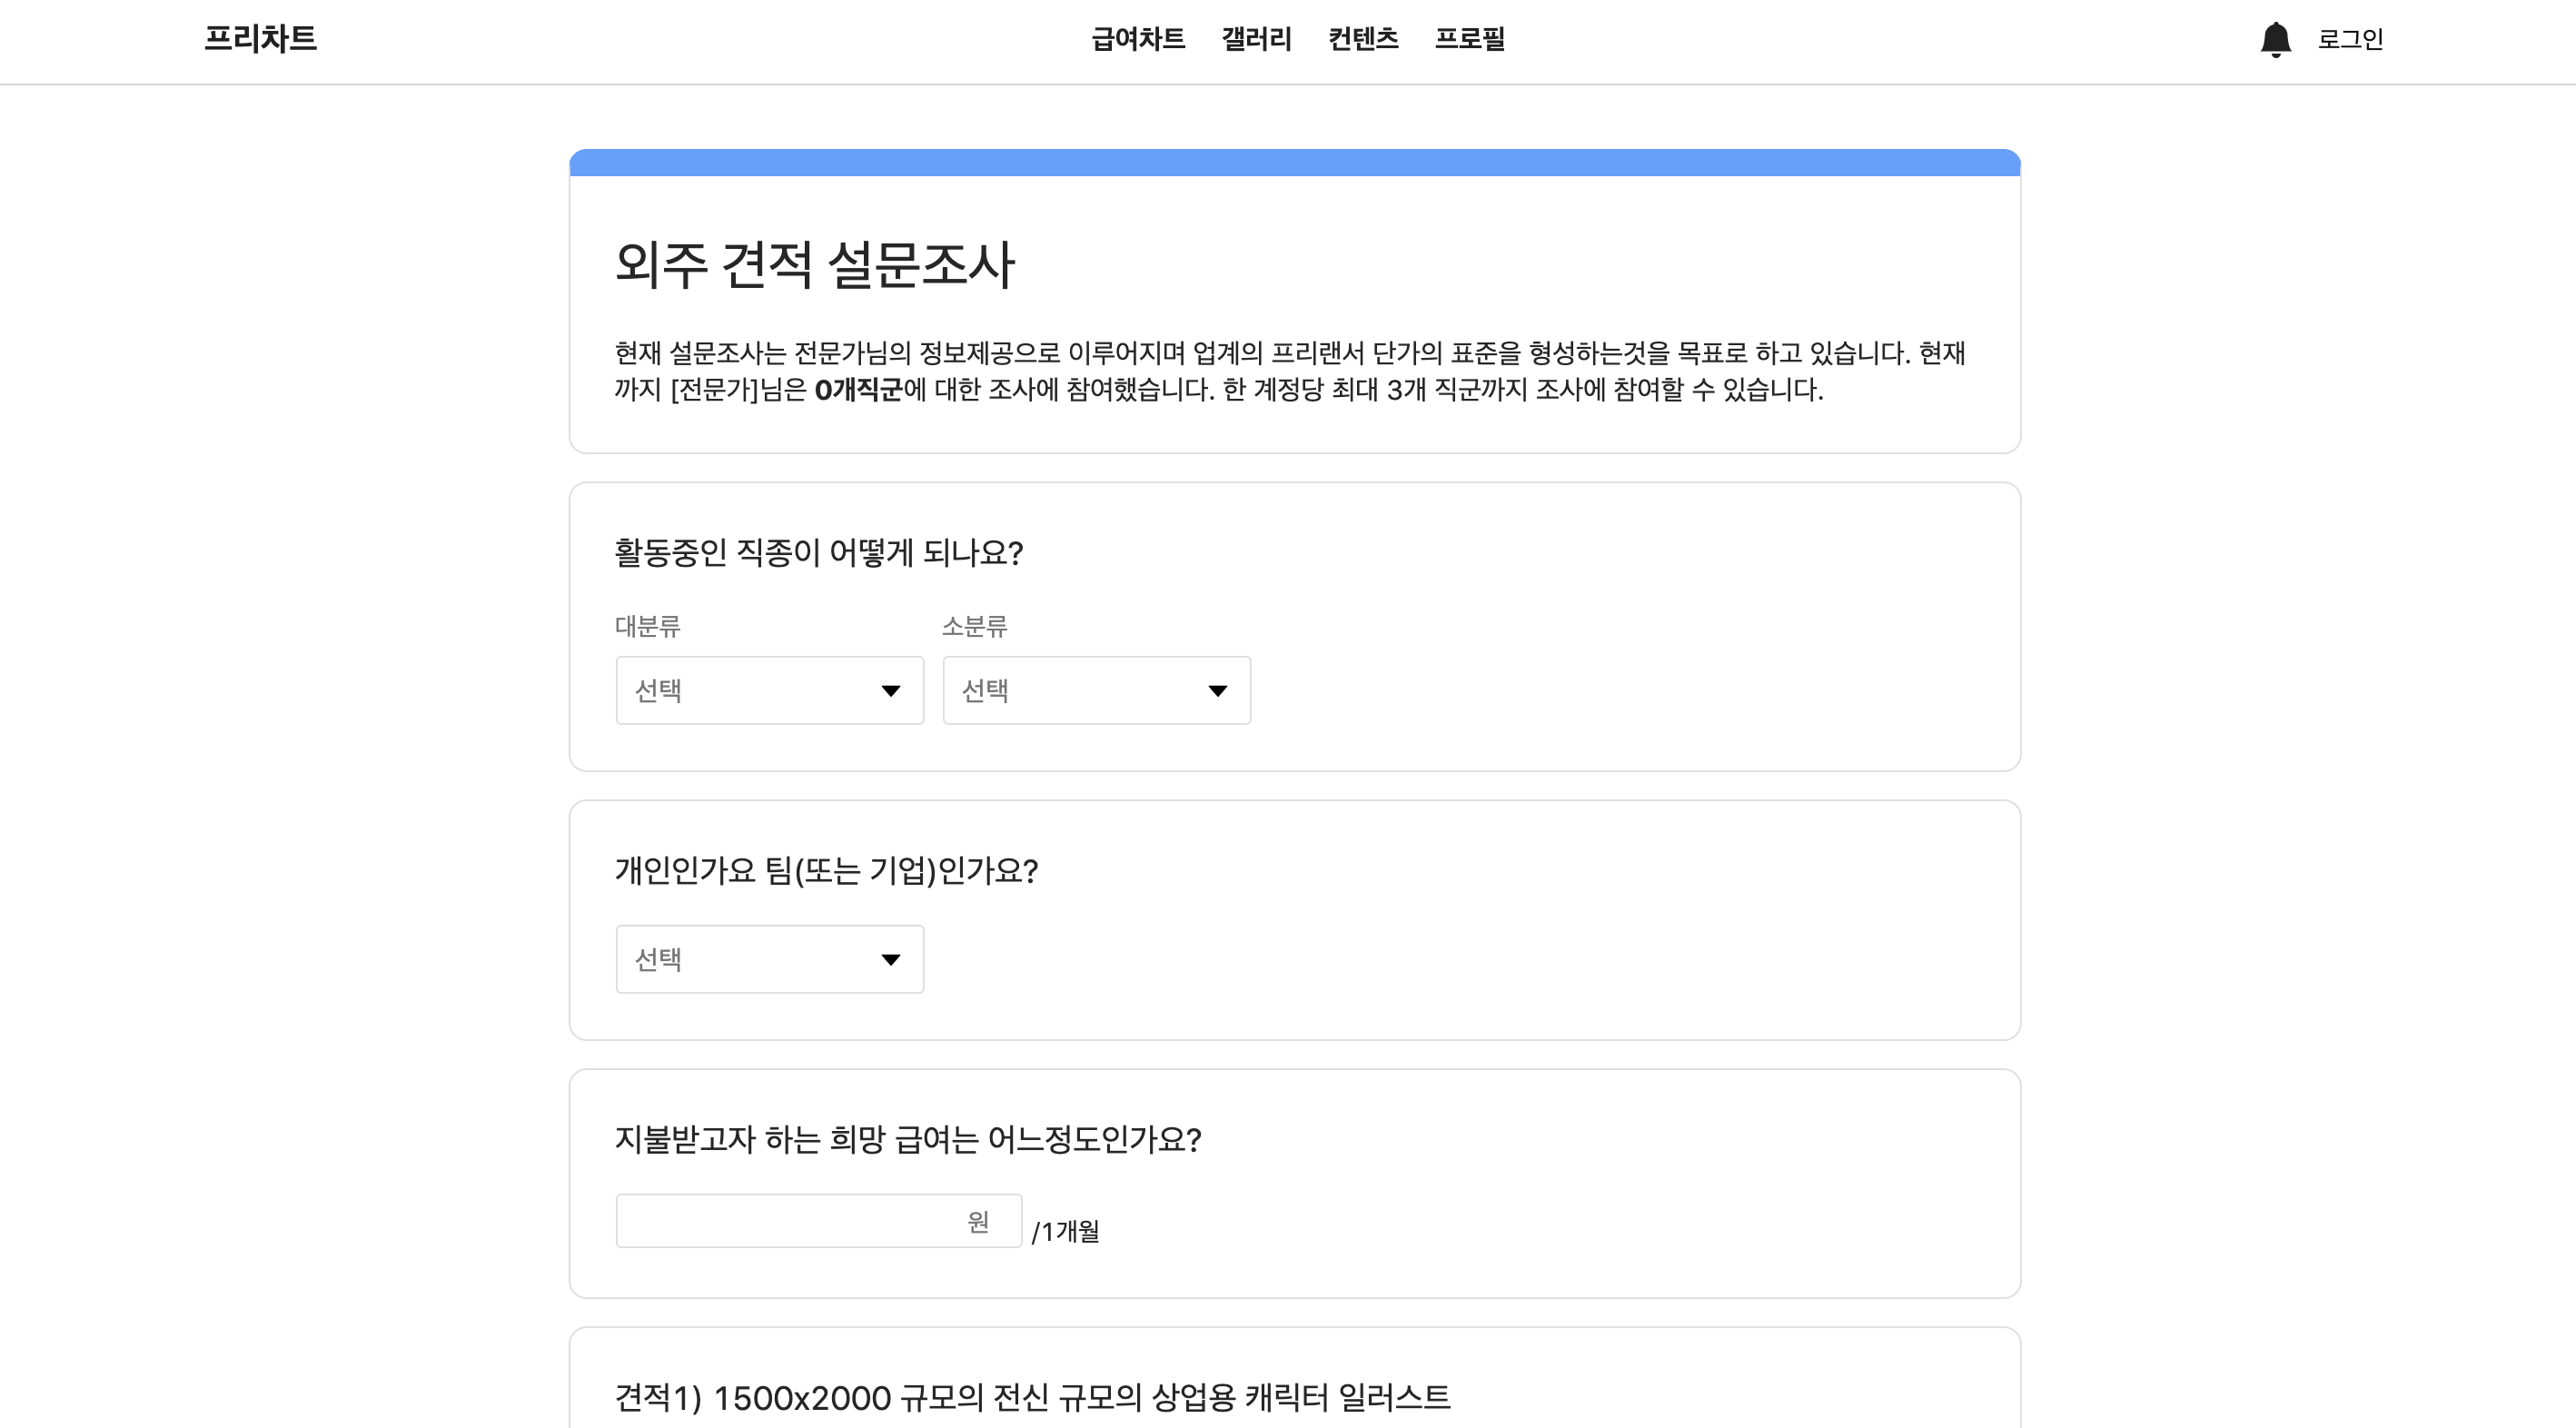 프리차트
급여차트 갤러리 컨텐츠 프로필
로그인
외주 견적 설문조사
현재 설문조사는 전문가님의 정보제공으로 이루어지며 업계의 프리랜서 단가의 표준을 형성하는것을 목표로 하고 있습니다. 현재
까지 [전문가]님은 0개직군에 대한 조사에 참여했습니다. 한 계정당 최대 3개 직군까지 조사에 참여할 수 있습니다.
활동중인 직종이 어떻게 되나요?
대분류 소분류
선택 선택
개인인가요 팀(또는 기업)인가요?
선택
지불받고자 하는 희망 급여는 어느정도인가요?
원 /1개월
견적1) 1500x2000 규모의 전신 규모의 상업용 캐릭터 일러스트